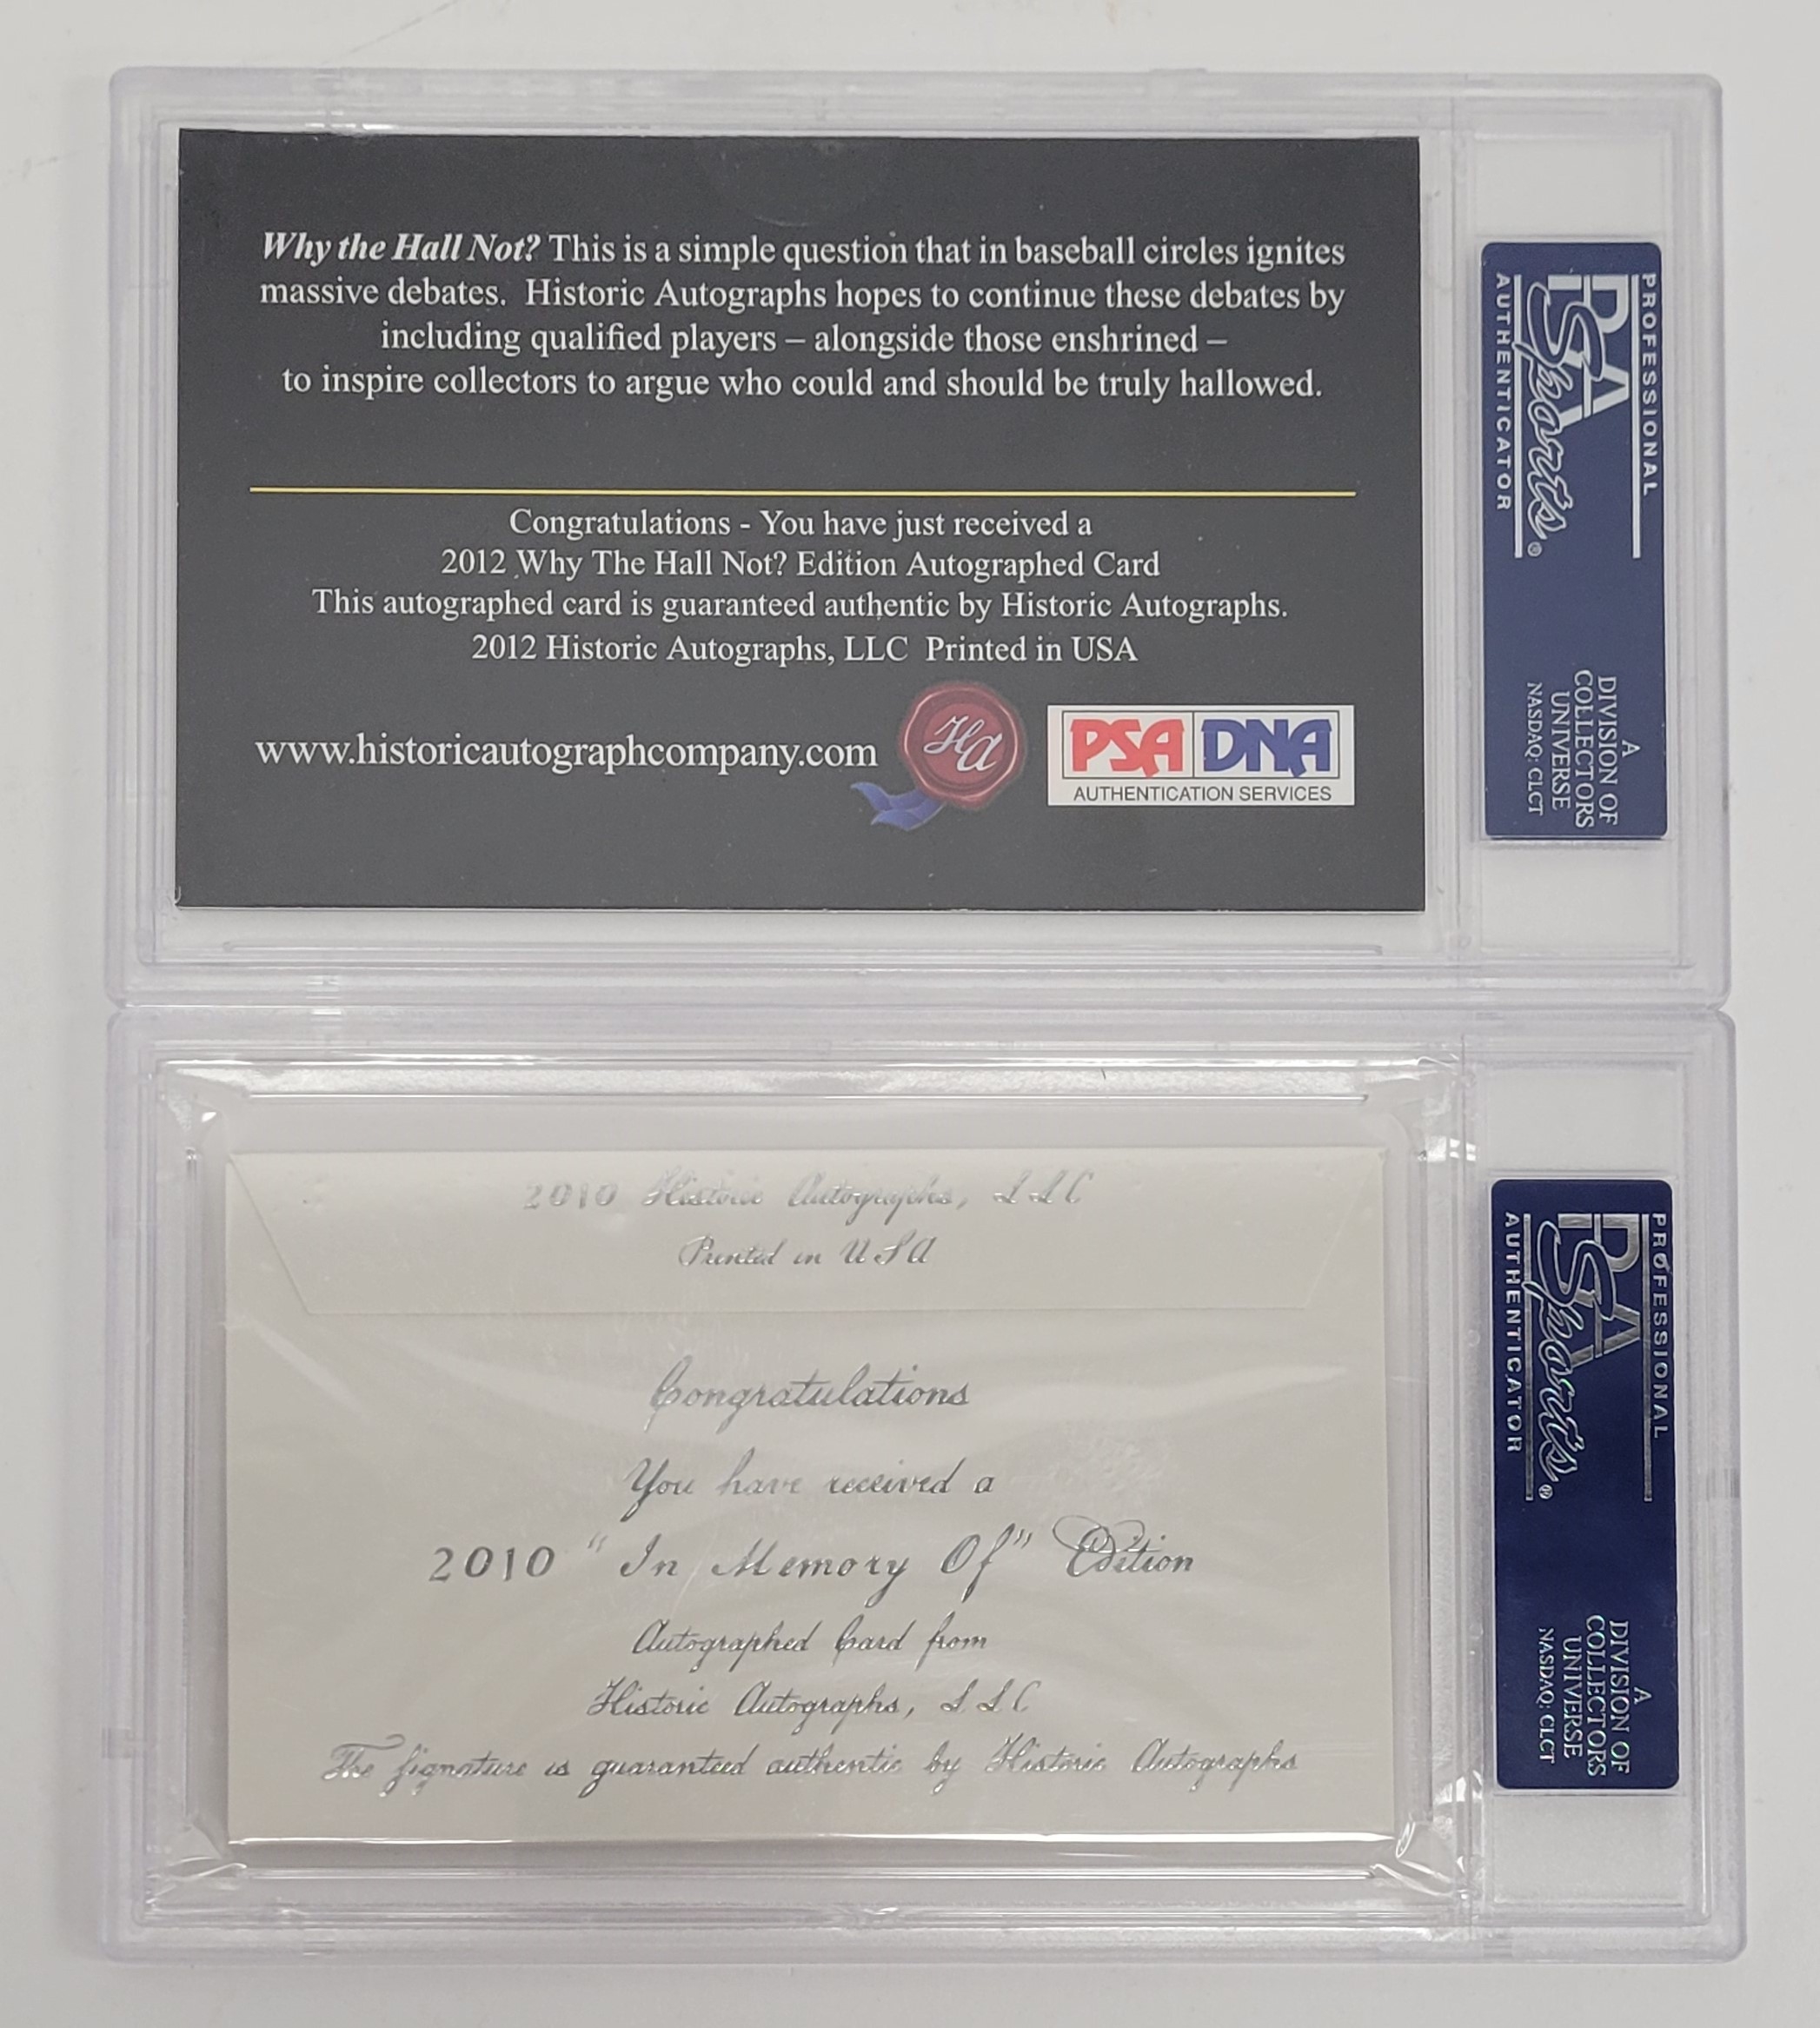 Why the Hall Not? This is a simple question that in baseball circles ignites
massive debates. Historic Autographs hopes to continue these debates by
including qualified players – alongside those enshrined –
to inspire collectors to argue who could and should be truly hallowed.
Congratulations - You have just received a
2012 Why The Hall Not? Edition Autographed Card
This autographed card is guaranteed authentic by Historic Autographs.
2012 Historic Autographs, LLC Printed in USA
www.historicautographcompany.com
HA
PSA DNA
AUTHENTICATION SERVICES
PROFESSIONAL
PSA
Sports®
AUTHENTICATOR
A
DIVISION OF
COLLECTORS
UNIVERSE
NASDAQ: CLCT
2010 Historic Autographs, LLC
Printed in USA
Congratulations
You have received a
2010 "In Memory Of" Edition
Autographed Card from
Historic Autographs, LLC
The signature is guaranteed authentic by Historic Autographs
PROFESSIONAL
PSA
Sports®
AUTHENTICATOR
A
DIVISION OF
COLLECTORS
UNIVERSE
NASDAQ: CLCT